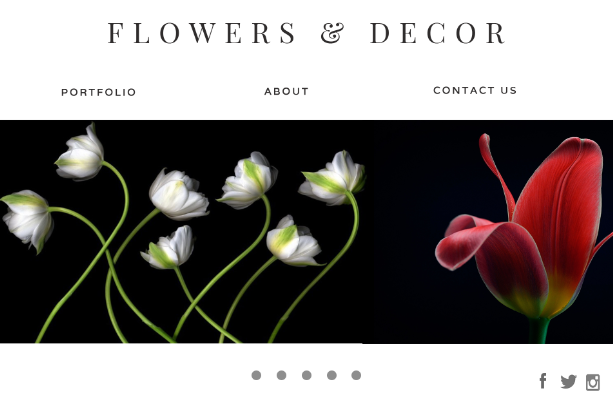 FLOWERS & DECOR
PORTFOLIO
ABOUT
CONTACT US